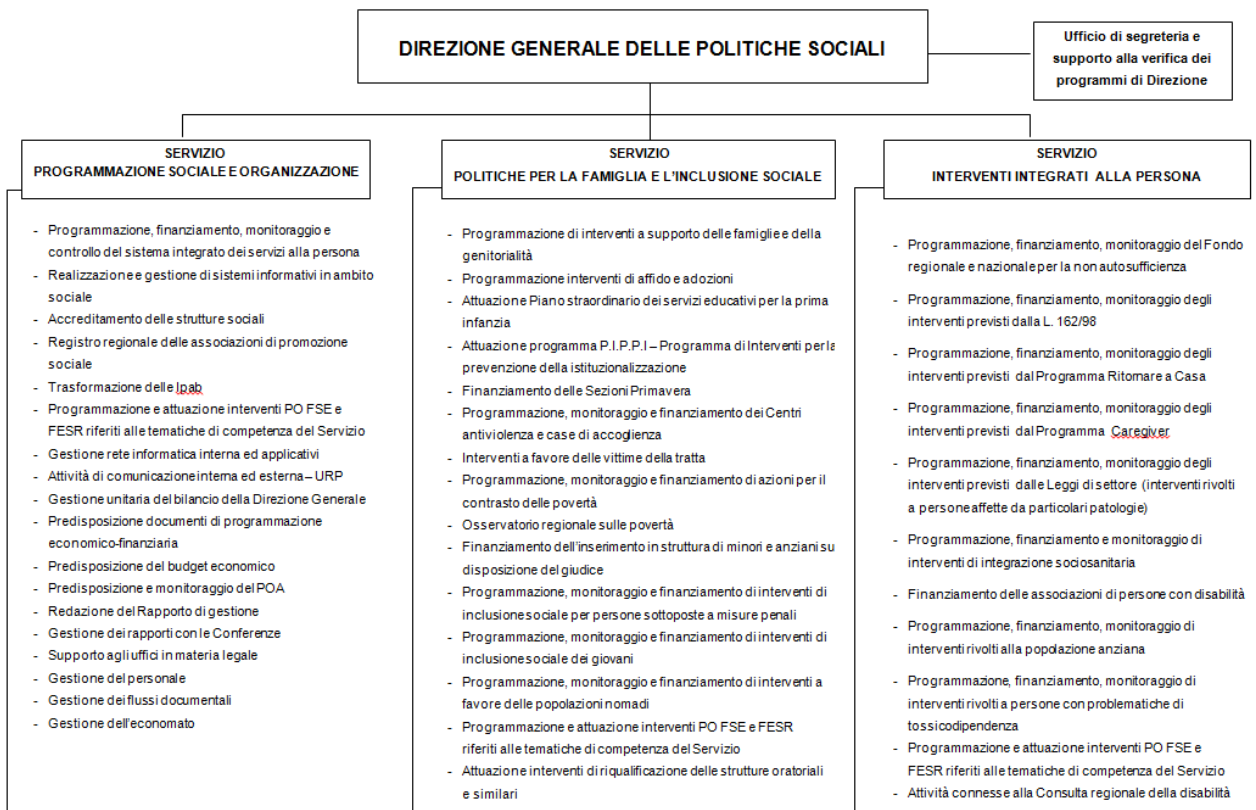 DIREZIONE GENERALE DELLE POLITICHE SOCIALI
Ufficio di segreteria e
supporto alla verifica dei
programmi di Direzione
SERVIZIO
PROGRAMMAZIONE SOCIALE E ORGANIZZAZIONE
- Programmazione, finanziamento, monitoraggio e
controllo del sistema integrato dei servizi alla persona
- Realizzazione e gestione di sistemi informativi in ambito
sociale
- Accreditamento delle strutture sociali
- Registro regionale delle associazioni di promozione
sociale
- Trasformazione delle Ipab
- Programmazione e attuazione interventi PO FSE e
FESR riferiti alle tematiche di competenza del Servizio
- Gestione rete informatica interna ed applicativi
- Attività di comunicazione interna ed esterna – URP
- Gestione unitaria del bilancio della Direzione Generale
- Predisposizione documenti di programmazione
economico-finanziaria
- Predisposizione del budget economico
- Predisposizione e monitoraggio del POA
- Redazione del Rapporto di gestione
- Gestione dei rapporti con le Conferenze
- Supporto agli uffici in materia legale
- Gestione del personale
- Gestione dei flussi documentali
- Gestione dell'economato
SERVIZIO
POLITICHE PER LA FAMIGLIA E L'INCLUSIONE SOCIALE
- Programmazione di interventi a supporto delle famiglie e della
genitorialità
- Programmazione interventi di affido e adozioni
- Attuazione Piano straordinario dei servizi educativi per la prima
infanzia
- Attuazione programma P.I.P.P.I – Programma di Interventi per la
prevenzione della istituzionalizzazione
- Finanziamento delle Sezioni Primavera
- Programmazione, monitoraggio e finanziamento dei Centri
antiviolenza e case di accoglienza
- Interventi a favore delle vittime della tratta
- Programmazione, monitoraggio e finanziamento di azioni per il
contrasto delle povertà
- Osservatorio regionale sulle povertà
- Finanziamento dell'inserimento in struttura di minori e anziani su
disposizione del giudice
- Programmazione, monitoraggio e finanziamento di interventi di
inclusione sociale per persone sottoposte a misure penali
- Programmazione, monitoraggio e finanziamento di interventi di
inclusione sociale dei giovani
- Programmazione, monitoraggio e finanziamento di interventi a
favore delle popolazioni nomadi
- Programmazione e attuazione interventi PO FSE e FESR
riferiti alle tematiche di competenza del Servizio
- Attuazione interventi di riqualificazione delle strutture oratoriali
e similari
SERVIZIO
INTERVENTI INTEGRATI ALLA PERSONA
- Programmazione, finanziamento, monitoraggio del Fondo
regionale e nazionale per la non autosufficienza
- Programmazione, finanziamento, monitoraggio degli
interventi previsti dalla L. 162/98
- Programmazione, finanziamento, monitoraggio degli
interventi previsti dal Programma Ritornare a Casa
- Programmazione, finanziamento, monitoraggio degli
interventi previsti dal Programma Caregiver
- Programmazione, finanziamento, monitoraggio degli
interventi previsti dalle Leggi di settore (interventi rivolti
a persone affette da particolari patologie)
- Programmazione, finanziamento e monitoraggio di
interventi di integrazione sociosanitaria
- Finanziamento delle associazioni di persone con disabilità
- Programmazione, finanziamento, monitoraggio di
interventi rivolti alla popolazione anziana
- Programmazione, finanziamento, monitoraggio di
interventi rivolti a persone con problematiche di
tossicodipendenza
- Programmazione e attuazione interventi PO FSE e
FESR riferiti alle tematiche di competenza del Servizio
- Attività connesse alla Consulta regionale della disabilità